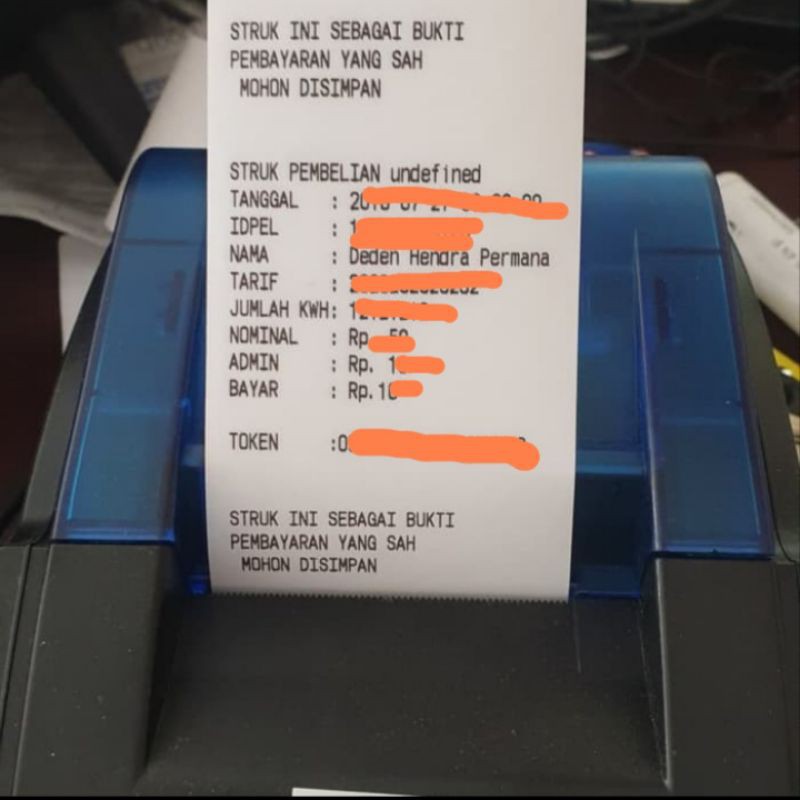 STRUK INI SEBAGAI BUKTI
PEMBAYARAN YANG SAH
MOHON DISIMPAN
STRUK PEMBELIAN undefined
TANGGAL :
IDPEL :
NAMA : Deden Hendra Permana
TARIF :
JUMLAH KWH:
NOMINAL : Rp
ADMIN : Rp.
BAYAR : Rp.
TOKEN :
STRUK INI SEBAGAI BUKTI
PEMBAYARAN YANG SAH
MOHON DISIMPAN